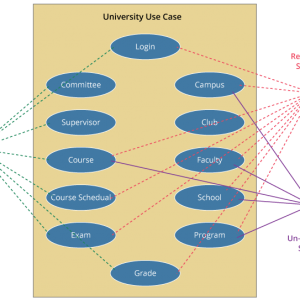 University Use Case
Login
Committee
Campus
Supervisor
Club
Course
Faculty
Course Schedual
School
Exam
Program
Grade
Re
S
Un-
S